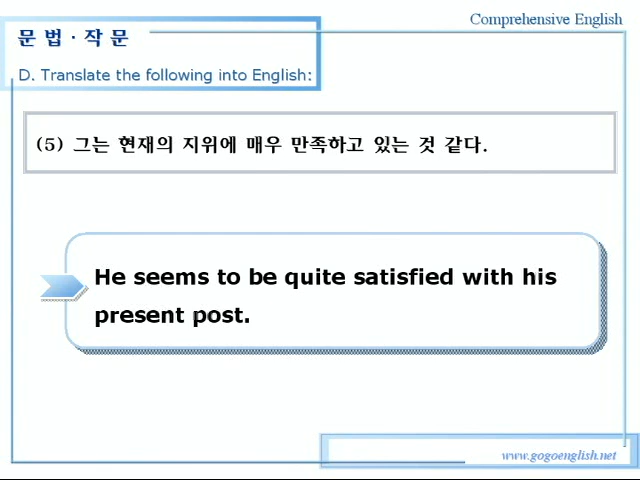 Comprehensive English
문 법 · 작 문
D. Translate the following into English:
(5) 그는 현재의 지위에 매우 만족하고 있는 것 같다.
He seems to be quite satisfied with his
present post.
www.gogoenglish.net